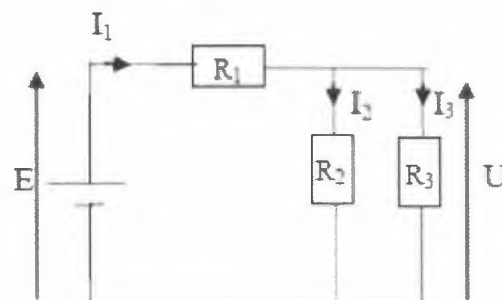 I₁
R₁
I₂ I₃
E R₂ R₃ U